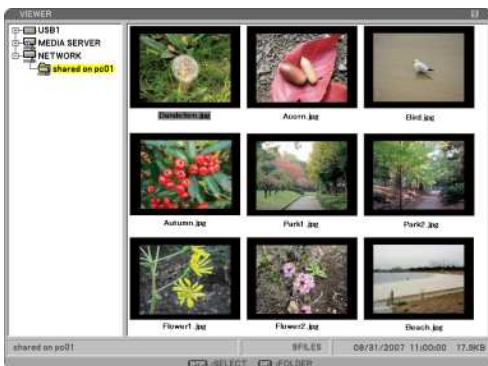 VIEWER
USB1
MEDIA SERVER
NETWORK
shared on pc01
Dandelion.jpg
Acorn.jpg
Bird.jpg
Autumn.jpg
Park1.jpg
Park2.jpg
Flower1.jpg
Flower2.jpg
Beach.jpg
shared on pc01
9FILES
08/31/2007 11:00:00
17.9KB
:SELECT
:FOLDER